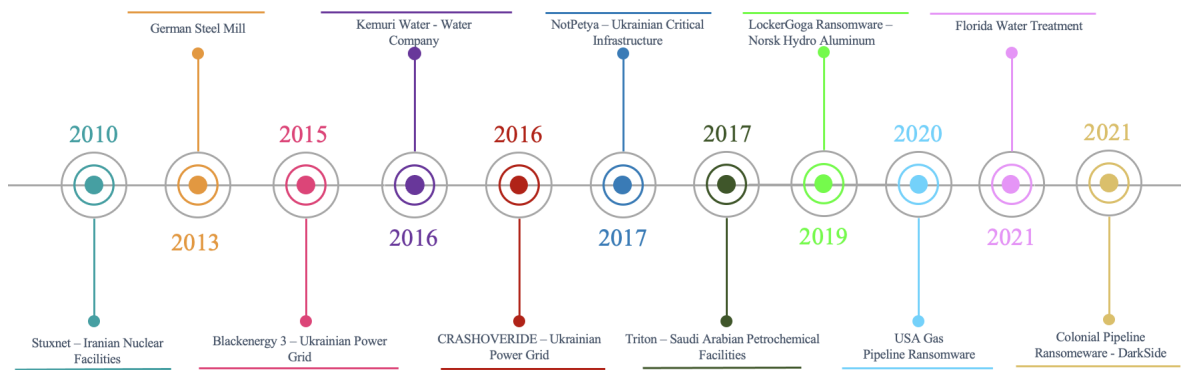 German Steel Mill
Kemuri Water - Water
Company
NotPetya – Ukrainian Critical
Infrastructure
LockerGoga Ransomware –
Norsk Hydro Aluminum
Florida Water Treatment
2010
2015
2016
2017
2020
2021
2013
2016
2017
2019
2021
Stuxnet – Iranian Nuclear
Facilities
Blackenergy 3 – Ukrainian Power
Grid
CRASHOVERIDE – Ukrainian
Power Grid
Triton – Saudi Arabian Petrochemical
Facilities
USA Gas
Pipeline Ransomware
Colonial Pipeline
Ransomeware - DarkSide